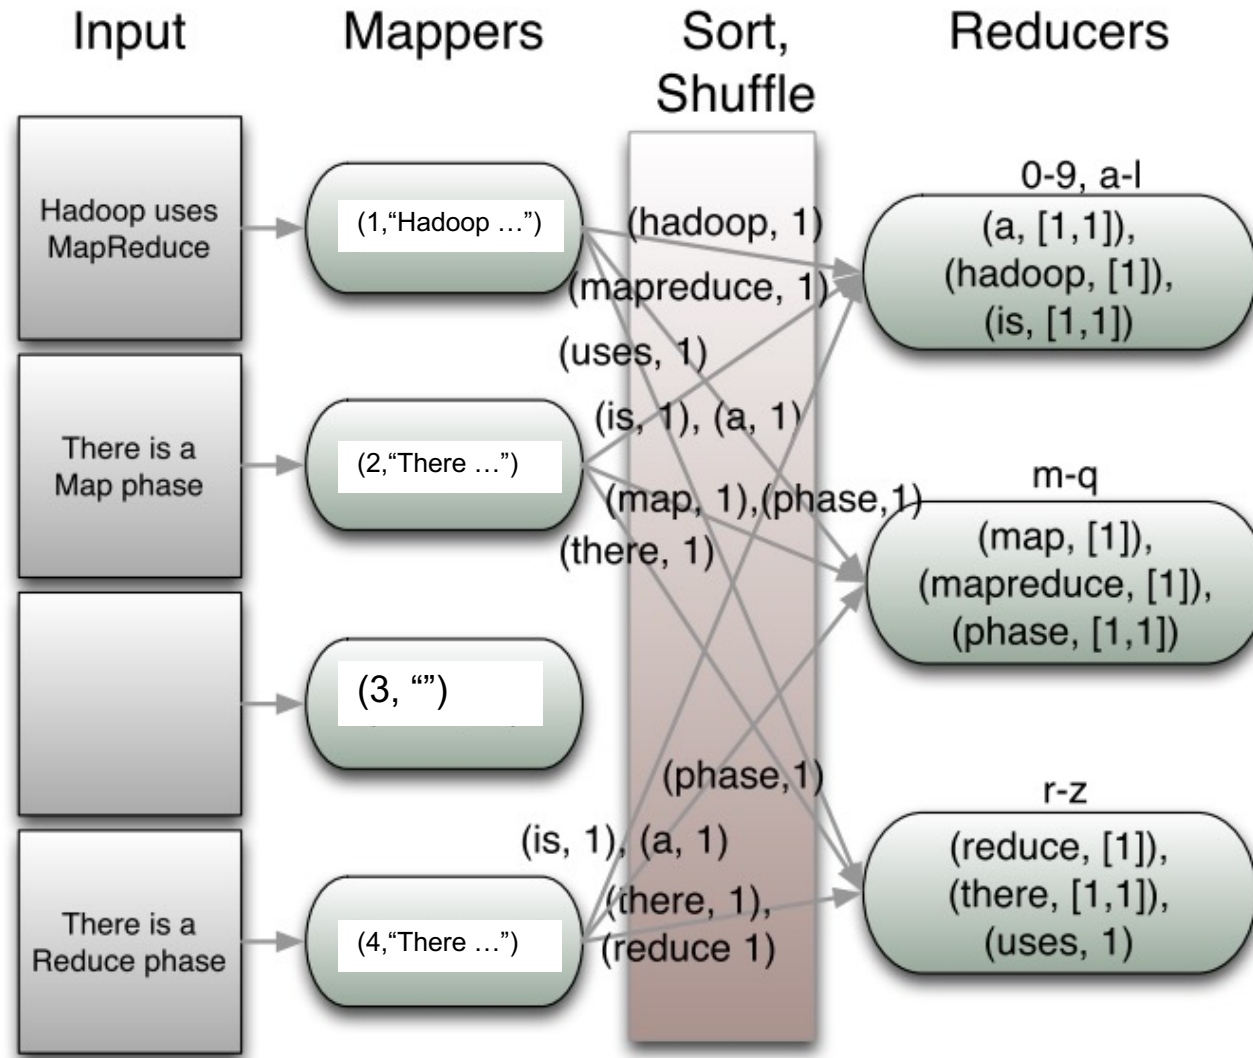 Input
Mappers
Sort,
Shuffle
Reducers
Hadoop uses
MapReduce
(1,“Hadoop …”)
(hadoop, 1)
(mapreduce, 1)
(uses, 1)
0-9, a-l
(a, [1,1]),
(hadoop, [1]),
(is, [1,1])
There is a
Map phase
(2,“There …”)
(is, 1), (a, 1)
(map, 1),(phase,1)
(there, 1)
m-q
(map, [1]),
(mapreduce, [1]),
(phase, [1,1])
(3, “”)
(phase,1)
(is, 1), (a, 1)
(there, 1),
(reduce 1)
There is a
Reduce phase
(4,“There …”)
r-z
(reduce, [1]),
(there, [1,1]),
(uses, 1)